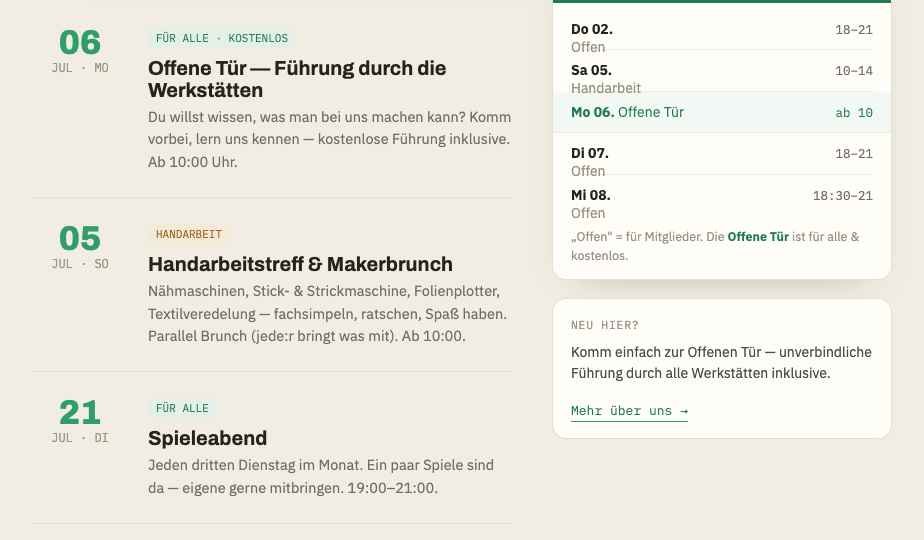 06
JUL · MO
FÜR ALLE · KOSTENLOS
Offene Tür — Führung durch die
Werkstätten
Du willst wissen, was man bei uns machen kann? Komm
vorbei, lern uns kennen — kostenlose Führung inklusive.
Ab 10:00 Uhr.
05
JUL · SO
HANDARBEIT
Handarbeitstreff & Makerbrunch
Nähmaschinen, Stick- & Strickmaschine, Folienplotter,
Textilveredelung — fachsimpeln, ratschen, Spaß haben.
Parallel Brunch (jede:r bringt was mit). Ab 10:00.
21
JUL · DI
FÜR ALLE
Spieleabend
Jeden dritten Dienstag im Monat. Ein paar Spiele sind
da — eigene gerne mitbringen. 19:00–21:00.
Do 02. 18–21
Offen
Sa 05. 10–14
Handarbeit
Mo 06. Offene Tür ab 10
Di 07. 18–21
Offen
Mi 08. 18:30–21
Offen
„Offen" = für Mitglieder. Die Offene Tür ist für alle &
kostenlos.
NEU HIER?
Komm einfach zur Offenen Tür — unverbindliche
Führung durch alle Werkstätten inklusive.
Mehr über uns →